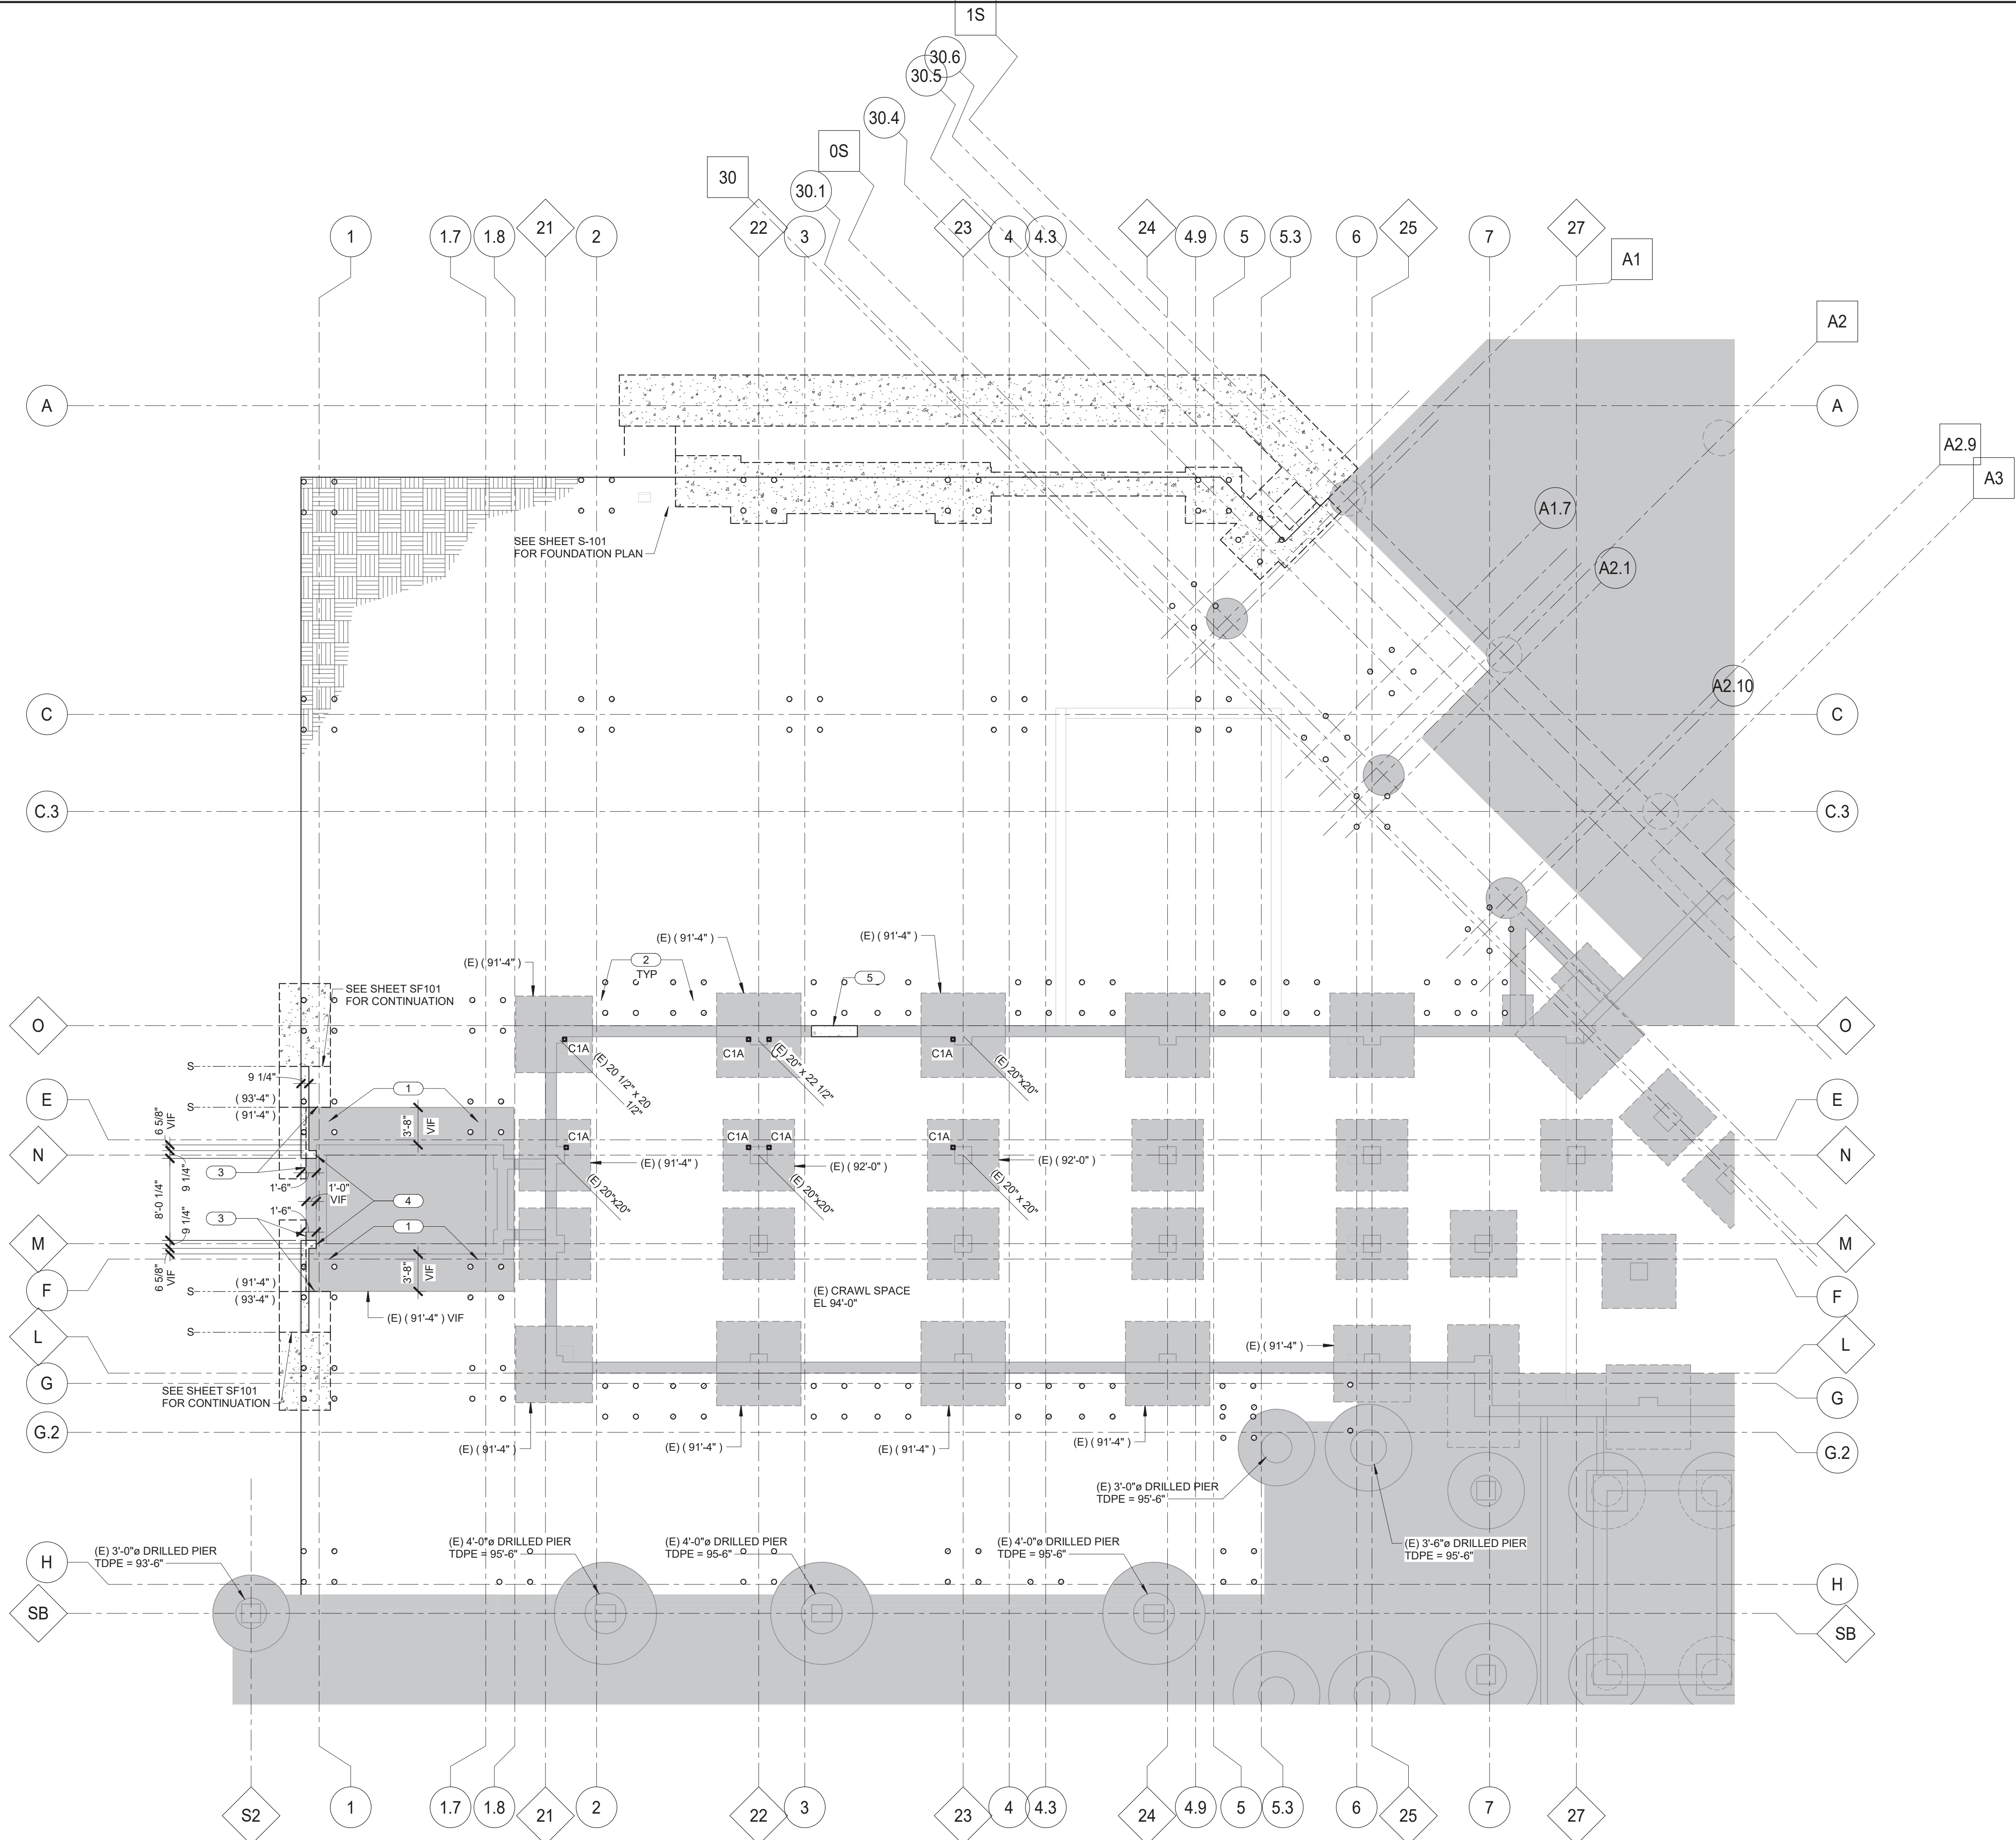 1S
30.6
30.5
30.4
0S
30
30.1
1
1.7
1.8
21
2
22
3
23
4
4.3
24
4.9
5
5.3
6
25
7
27
A1
A2
A
A
A2.9
A3
A1.7
SEE SHEET S-101
FOR FOUNDATION PLAN
A2.1
A2.10
C
C
C.3
C.3
(E) ( 91'-4" )
(E) ( 91'-4" )
(E) ( 91'-4" )
2
TYP
5
SEE SHEET SF101
FOR CONTINUATION
O
O
C1A
C1A
C1A
(E) 20 1/2" x 20
1/2"
(E) 20" x 22 1/2"
(E) 20"x20"
S
9 1/4"
( 93'-4" )
S
( 91'-4" )
1
3'-8"
VIF
6 5/8"
VIF
E
E
C1A
C1A
C1A
C1A
N
N
(E) ( 91'-4" )
(E) ( 92'-0" )
(E) ( 92'-0" )
3
9 1/4"
1'-6"
1'-0"
VIF
4
8'-0 1/4"
(E) 20"x20"
(E) 20"x20"
(E) 20" x 20"
1'-6"
3
9 1/4"
1
M
M
F
F
6 5/8"
VIF
3'-8"
VIF
( 91'-4" )
S
( 93'-4" )
(E) ( 91'-4" ) VIF
(E) CRAWL SPACE
EL 94'-0"
S
L
L
(E) ( 91'-4" )
G
G
SEE SHEET SF101
FOR CONTINUATION
G.2
G.2
(E) ( 91'-4" )
(E) ( 91'-4" )
(E) ( 91'-4" )
(E) ( 91'-4" )
(E) 3'-0"ø DRILLED PIER
TDPE = 95'-6"
(E) 3'-0"ø DRILLED PIER
TDPE = 93'-6"
(E) 4'-0"ø DRILLED PIER
TDPE = 95'-6"
(E) 4'-0"ø DRILLED PIER
TDPE = 95-6"
(E) 4'-0"ø DRILLED PIER
TDPE = 95'-6"
(E) 3'-6"ø DRILLED PIER
TDPE = 95'-6"
H
H
SB
SB
S2
1
1.7
1.8
21
2
22
3
23
4
4.3
24
4.9
5
5.3
6
25
7
27